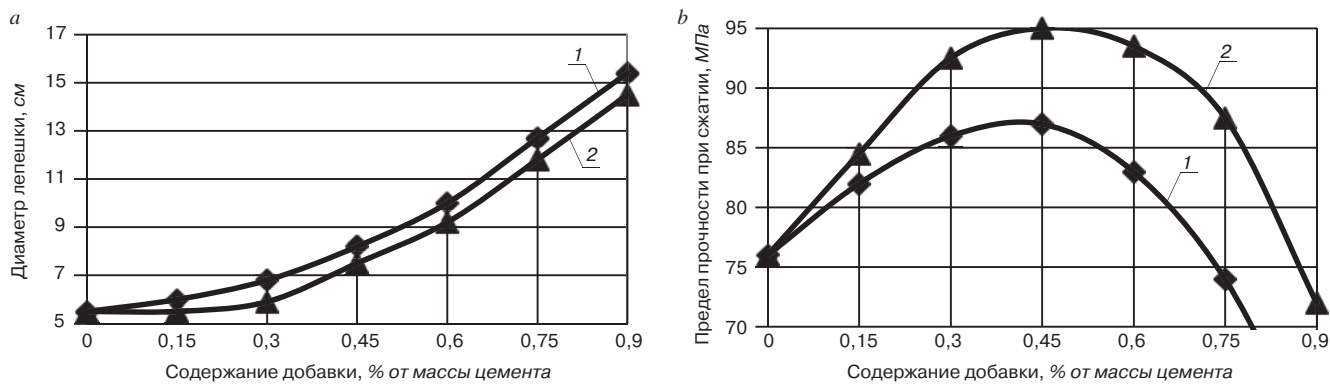 a
Диаметр лепешки, см
17
15
13
11
9
7
5
0 0,15 0,3 0,45 0,6 0,75 0,9
1
2
Содержание добавки, % от массы цемента
b
Предел прочности при сжатии, МПа
95
90
85
80
75
70
0 0,15 0,3 0,45 0,6 0,75 0,9
2
1
Содержание добавки, % от массы цемента